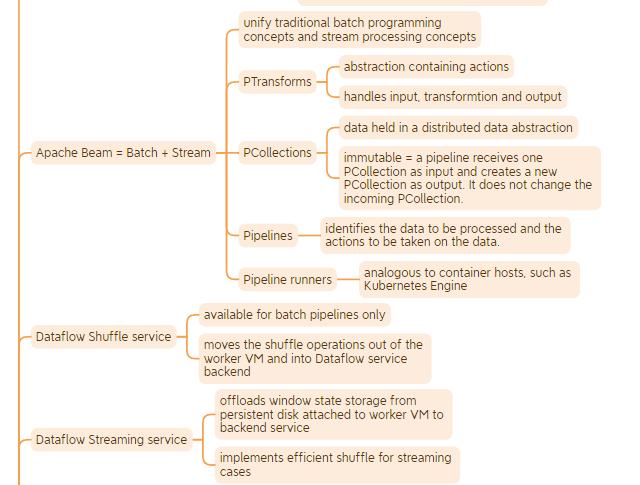 unify traditional batch programming
concepts and stream processing concepts
PTransforms
abstraction containing actions
handles input, transformtion and output
Apache Beam = Batch + Stream
PCollections
data held in a distributed data abstraction
immutable = a pipeline receives one
PCollection as input and creates a new
PCollection as output. It does not change the
incoming PCollection.
Pipelines
identifies the data to be processed and the
actions to be taken on the data.
Pipeline runners
analogous to container hosts, such as
Kubernetes Engine
Dataflow Shuffle service
available for batch pipelines only
moves the shuffle operations out of the
worker VM and into Dataflow service
backend
Dataflow Streaming service
offloads window state storage from
persistent disk attached to worker VM to
backend service
implements efficient shuffle for streaming
cases